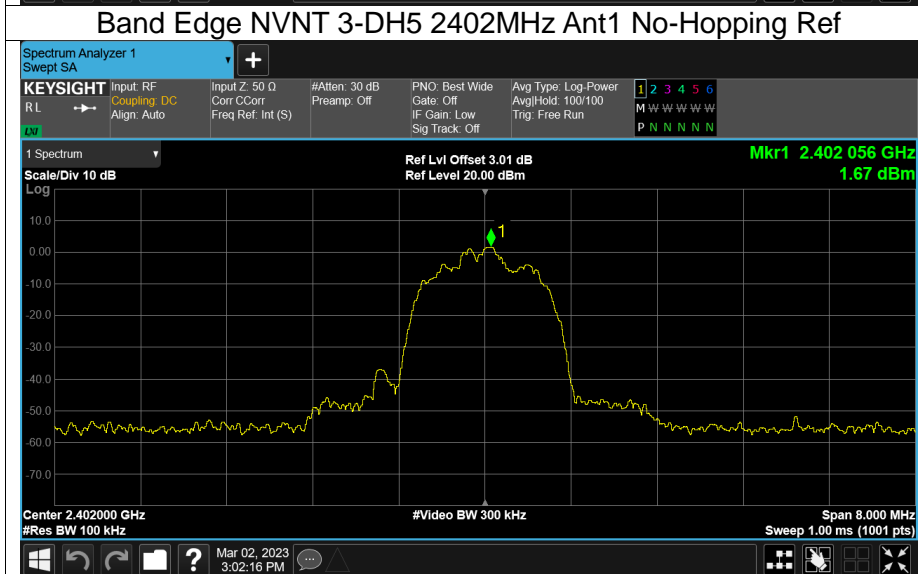 Band Edge NVNT 3-DH5 2402MHz Ant1 No-Hopping Ref
Spectrum Analyzer 1
Swept SA
+
KEYSIGHT Input: RF Input Z: 50 Ω #Atten: 30 dB PNO: Best Wide Avg Type: Log-Power 1 2 3 4 5 6
R L Coupling: DC Corr CCorr Preamp: Off Gate: Off Avg|Hold: 100/100 M W W W W W
Align: Auto Freq Ref: Int (S) IF Gain: Low Trig: Free Run
LXI Sig Track: Off P N N N N N
1 Spectrum Ref Lvl Offset 3.01 dB Mkr1 2.402 056 GHz
Scale/Div 10 dB Ref Level 20.00 dBm 1.67 dBm
Log
10.0
1
0.00
-10.0
-20.0
-30.0
-40.0
-50.0
-60.0
-70.0
Center 2.402000 GHz #Video BW 300 kHz Span 8.000 MHz
#Res BW 100 kHz Sweep 1.00 ms (1001 pts)
? Mar 02, 2023
3:02:16 PM